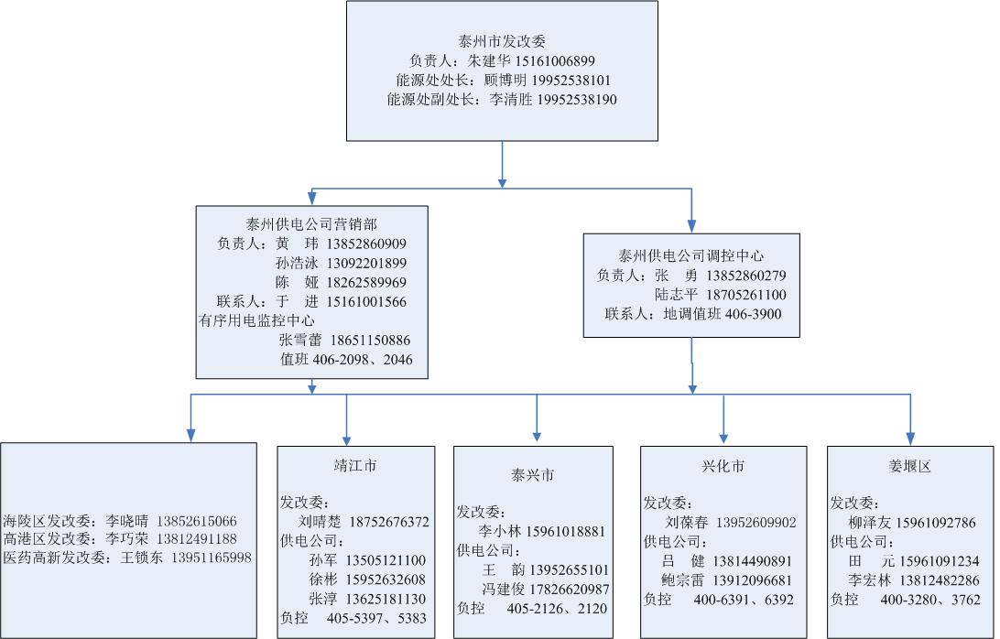 泰州市发改委
负责人：朱建华 15161006899
能源处处长：顾博明 19952538101
能源处副处长：李清胜 19952538190
泰州供电公司营销部
负责人：黄　玮 13852860909
孙浩泳 13092201899
陈　娅 18262589969
联系人：于　进 15161001566
有序用电监控中心
张雪蕾 18651150886
值班 406-2098、2046
泰州供电公司调控中心
负责人：张　勇 13852860279
陆志平 18705261100
联系人：地调值班 406-3900
海陵区发改委：李晓晴 13852615066
高港区发改委：李巧荣 13812491188
医药高新发改委：王锁东 13951165998
靖江市
发改委：
刘晴楚 18752676372
供电公司：
孙军 13505121100
徐彬 15952632608
张淳 13625181130
负控 405-5397、5383
泰兴市
发改委：
李小林 15961018881
供电公司：
王　韵 13952655101
冯建俊 17826620987
负控 405-2126、2120
兴化市
发改委：
刘葆春 13952609902
供电公司：
吕　健 13814490891
鲍宗雷 13912096681
负控 400-6391、6392
姜堰区
发改委：
柳泽友 15961092786
供电公司：
田　元 15961091234
李宏林 13812482286
负控 400-3280、3762